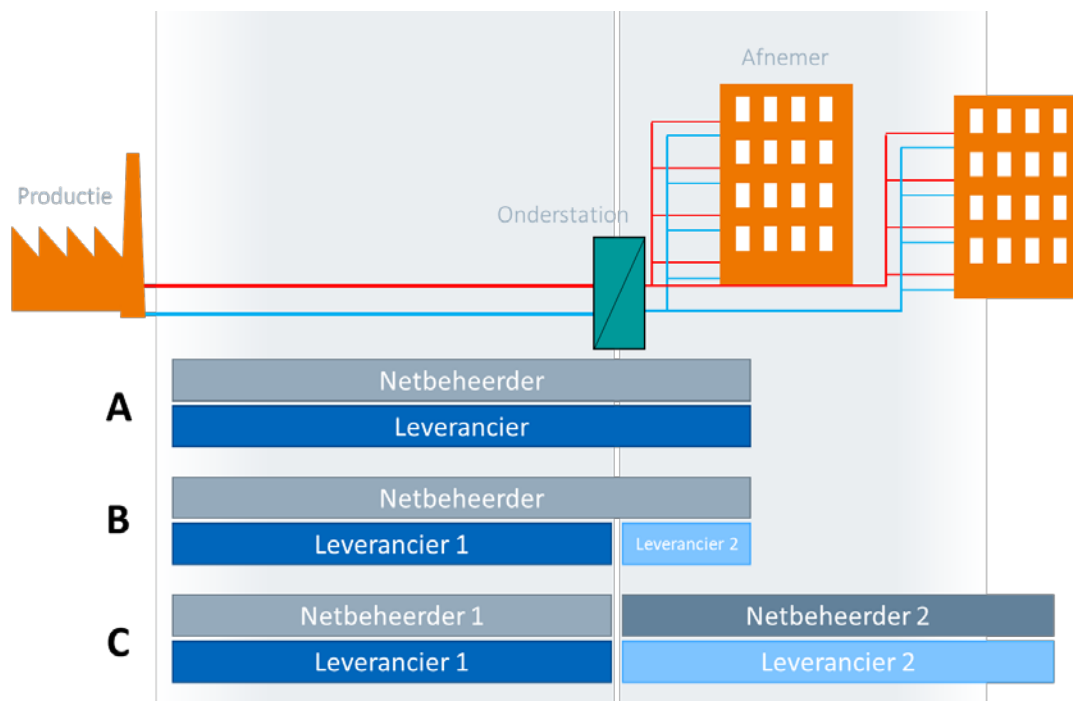 Afnemer
Productie
Onderstation
A
Netbeheerder
Leverancier
B
Netbeheerder
Leverancier 1
Leverancier 2
C
Netbeheerder 1
Netbeheerder 2
Leverancier 1
Leverancier 2